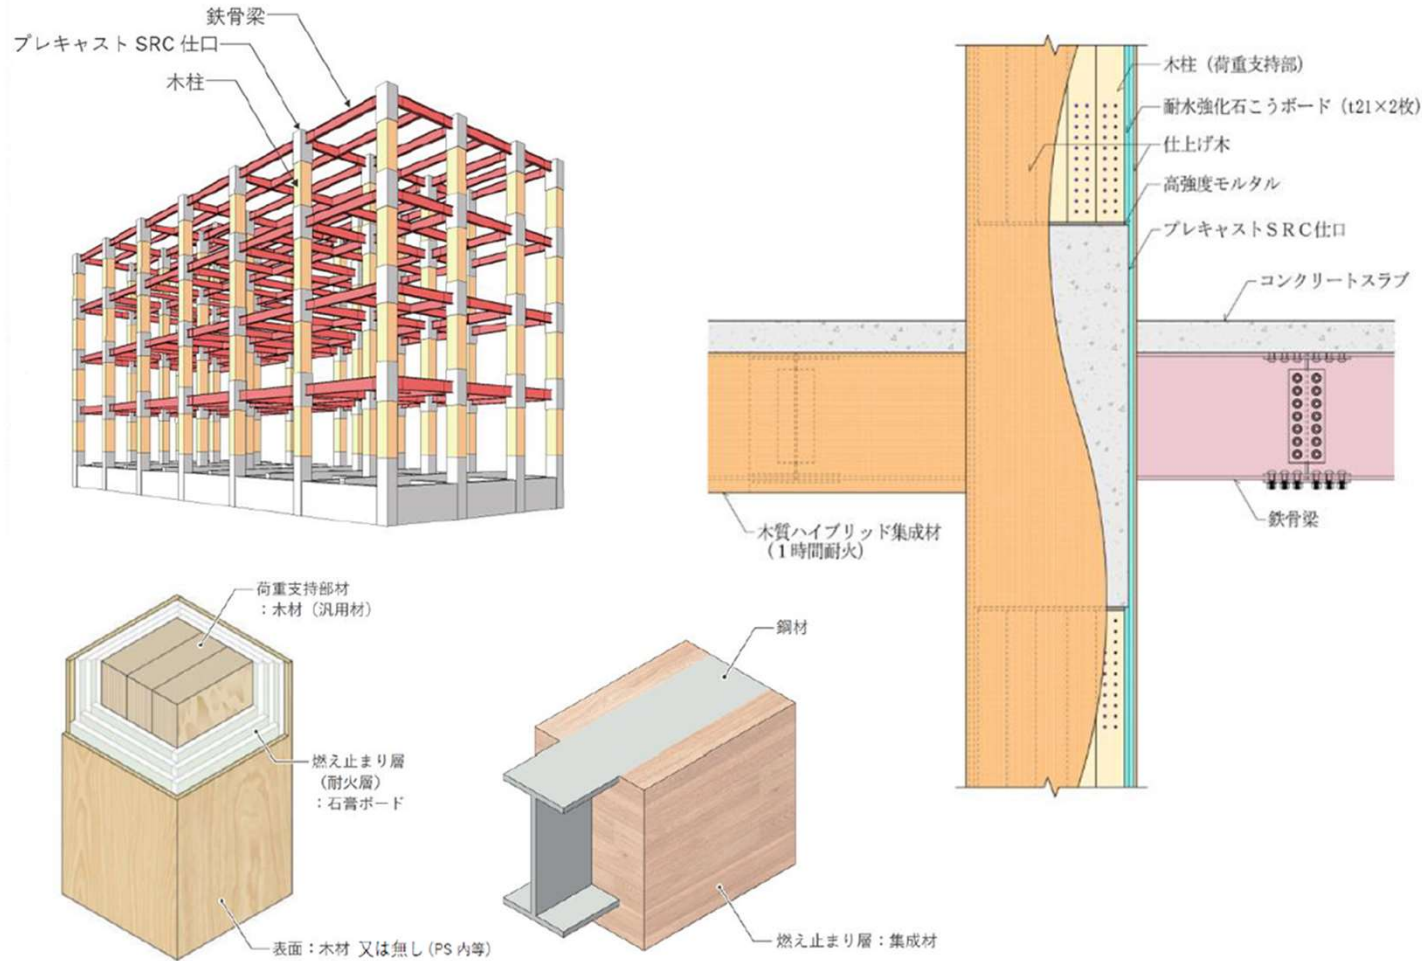 鉄骨梁
プレキャスト SRC 仕口
木柱
木柱（荷重支持部）
耐水強化石こうボード（t21×2枚）
仕上げ木
高強度モルタル
プレキャストＳＲＣ仕口
コンクリートスラブ
木質ハイブリッド集成材
（１時間耐火）
鉄骨梁
荷重支持部材
：木材（汎用材）
燃え止まり層
（耐火層）
：石膏ボード
表面：木材 又は無し（PS 内等）
鋼材
燃え止まり層：集成材